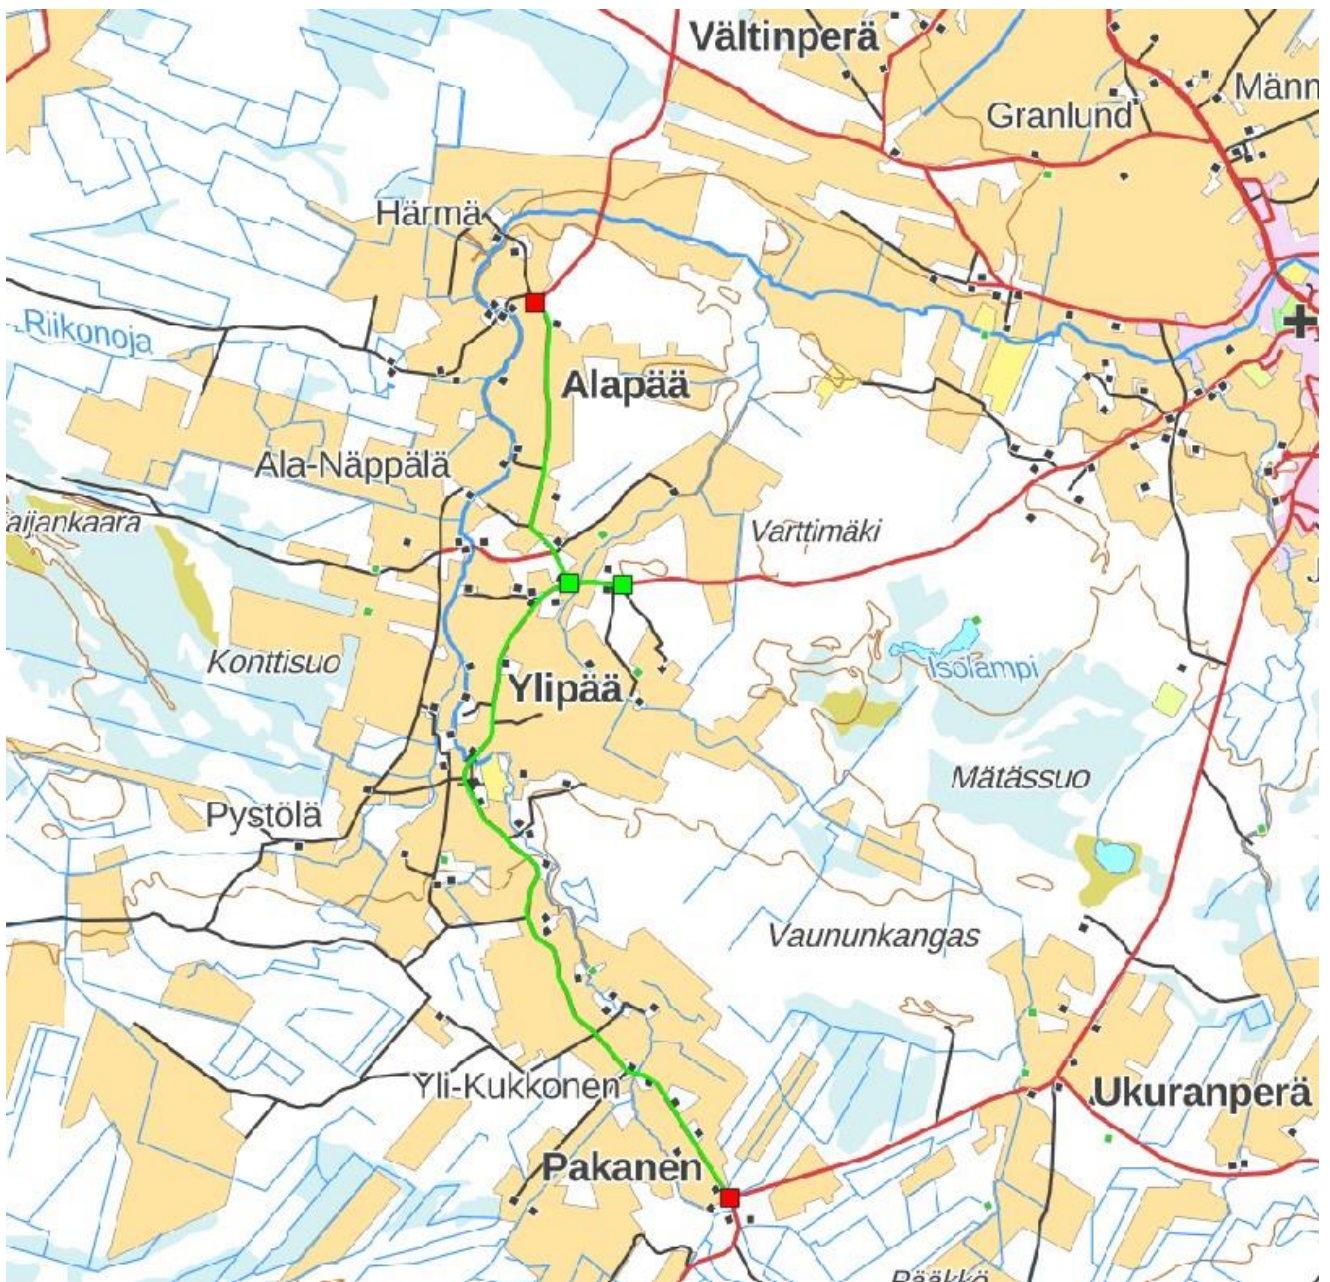 Vältinperä
Granlund
Männ
Härmä
Riikonoja
Alapää
Ala-Näppälä
aijankaara
Varttimäki
J
Konttisuo
Isolampi
Ylipää
Mätässuo
Pystölä
Vaununkangas
Yli-Kukkonen
Ukuranperä
Pakanen
Pääkkö